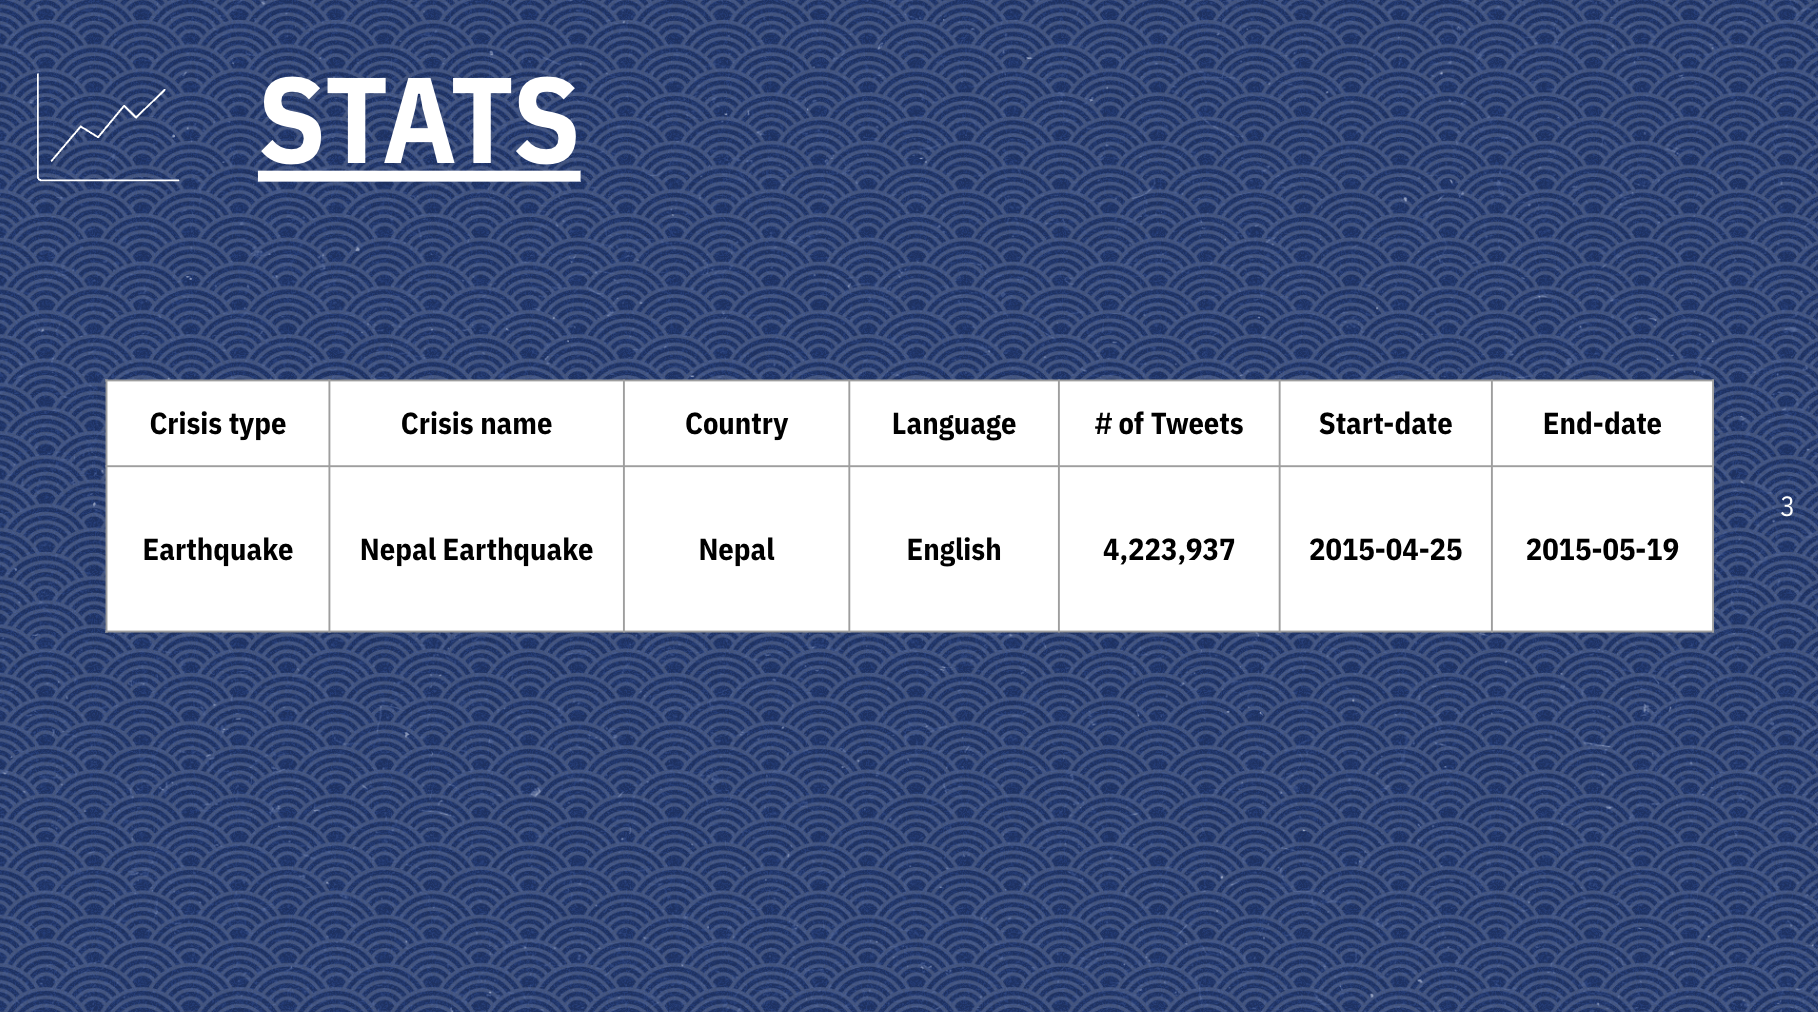 STATS
Crisis type Crisis name Country Language # of Tweets Start-date End-date
Earthquake Nepal Earthquake Nepal English 4,223,937 2015-04-25 2015-05-19
3